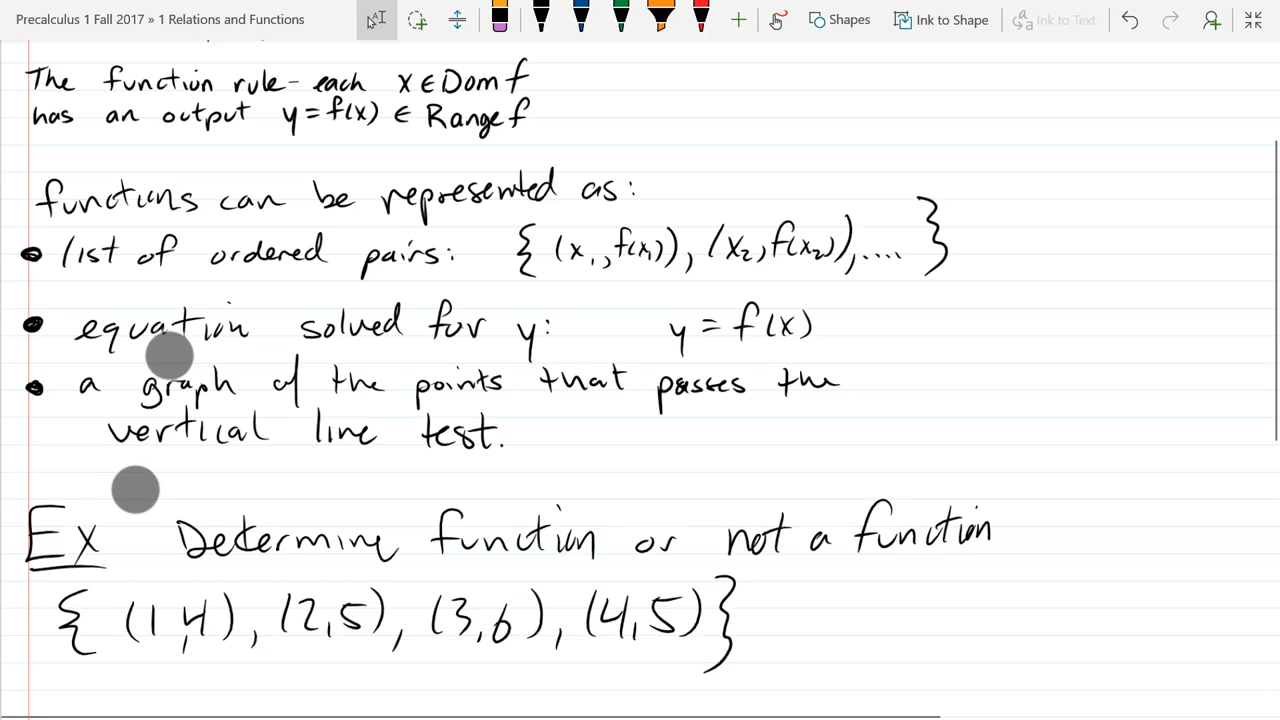 Precalculus 1 Fall 2017 » 1 Relations and Functions
Shapes
Ink to Shape
Ink to Text
The function rule- each x ∈ Dom f
has an output y = f(x) ∈ Range f
functions can be represented as:
• list of ordered pairs: { (x₁, f(x₁)), (x₂, f(x₂)), .... }
• equation solved for y: y = f(x)
• a graph of the points that passes the
vertical line test.
Ex Determine function or not a function
{ (1,4), (2,5), (3,6), (4,5) }